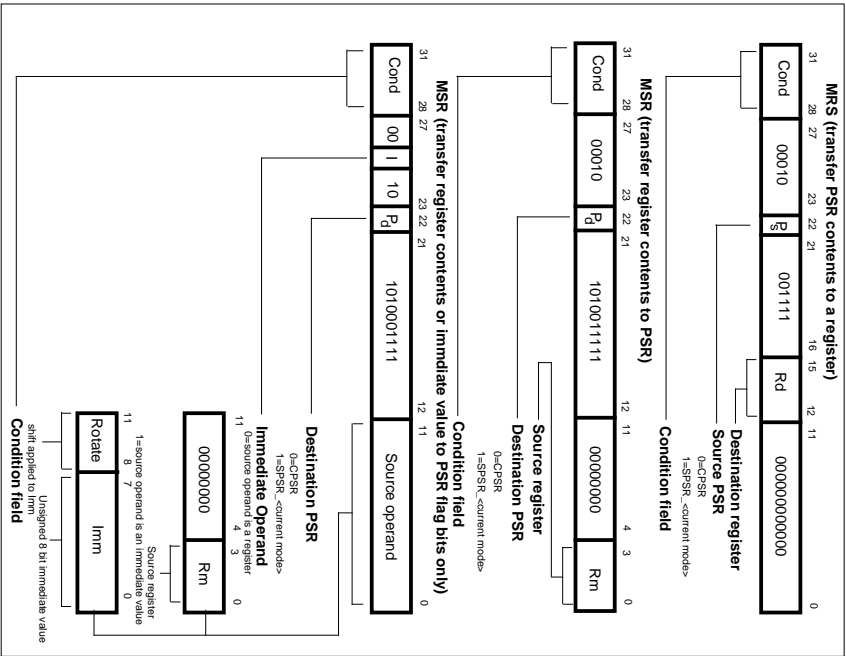 MRS (transfer PSR contents to a register)
31 28 27 23 22 21 16 15 12 11 0
Cond 00010 Ps 001111 Rd 000000000000
Destination register
Source PSR
0=CPSR
1=SPSR_<current mode>
Condition field
MSR (transfer register contents to PSR)
31 28 27 23 22 21 12 11 4 3 0
Cond 00010 Pd 1010011111 00000000 Rm
Source register
Destination PSR
0=CPSR
1=SPSR_<current mode>
Condition field
MSR (transfer register contents or immdiate value to PSR flag bits only)
31 28 27 23 22 21 12 11 0
Cond 00 I 10 Pd 1010001111 Source operand
Destination PSR
0=CPSR
1=SPSR_<current mode>
Immediate Operand
0=source operand is a register
11 4 3 0
00000000 Rm
Source register
1=source operand is an immediate value
11 8 7 0
Rotate Imm
Unsigned 8 bit immediate value
shift applied to Imm
Condition field